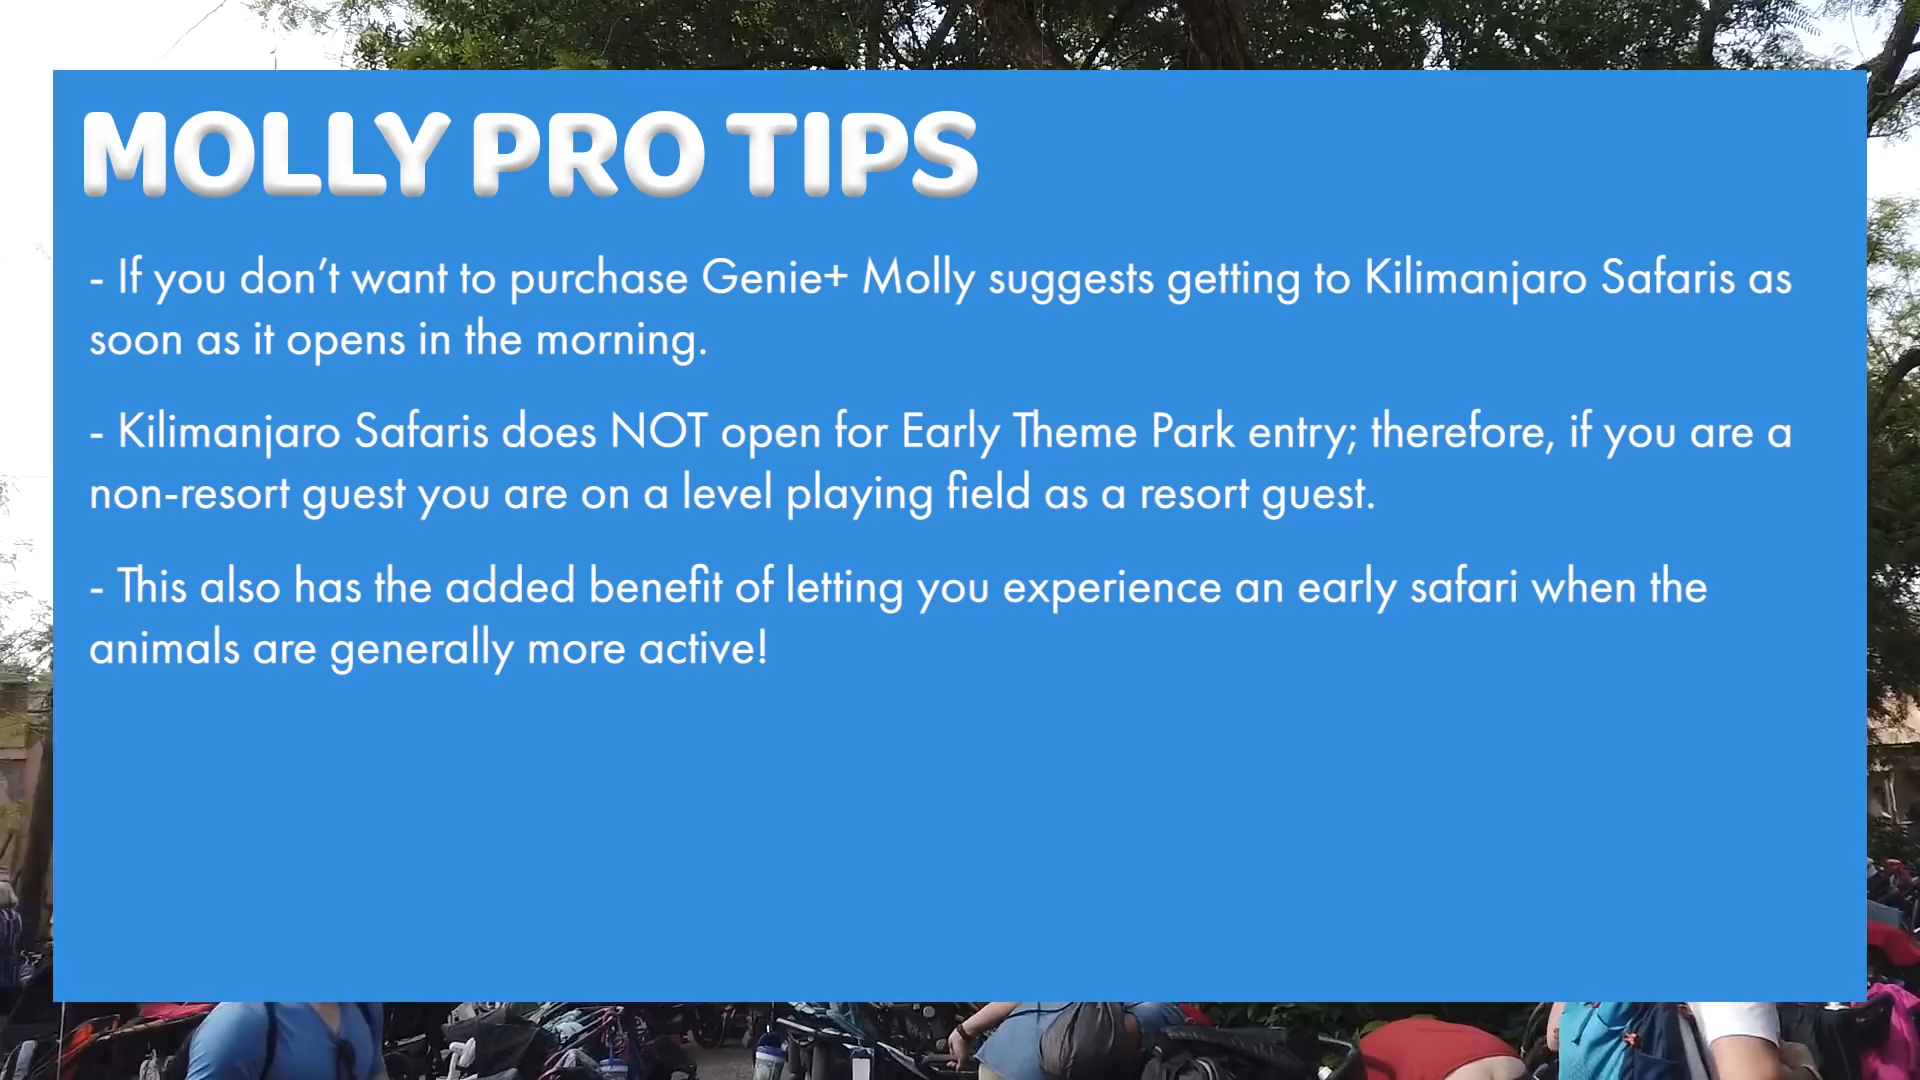 MOLLY PRO TIPS
- If you don’t want to purchase Genie+ Molly suggests getting to Kilimanjaro Safaris as
soon as it opens in the morning.
- Kilimanjaro Safaris does NOT open for Early Theme Park entry; therefore, if you are a
non-resort guest you are on a level playing field as a resort guest.
- This also has the added benefit of letting you experience an early safari when the
animals are generally more active!